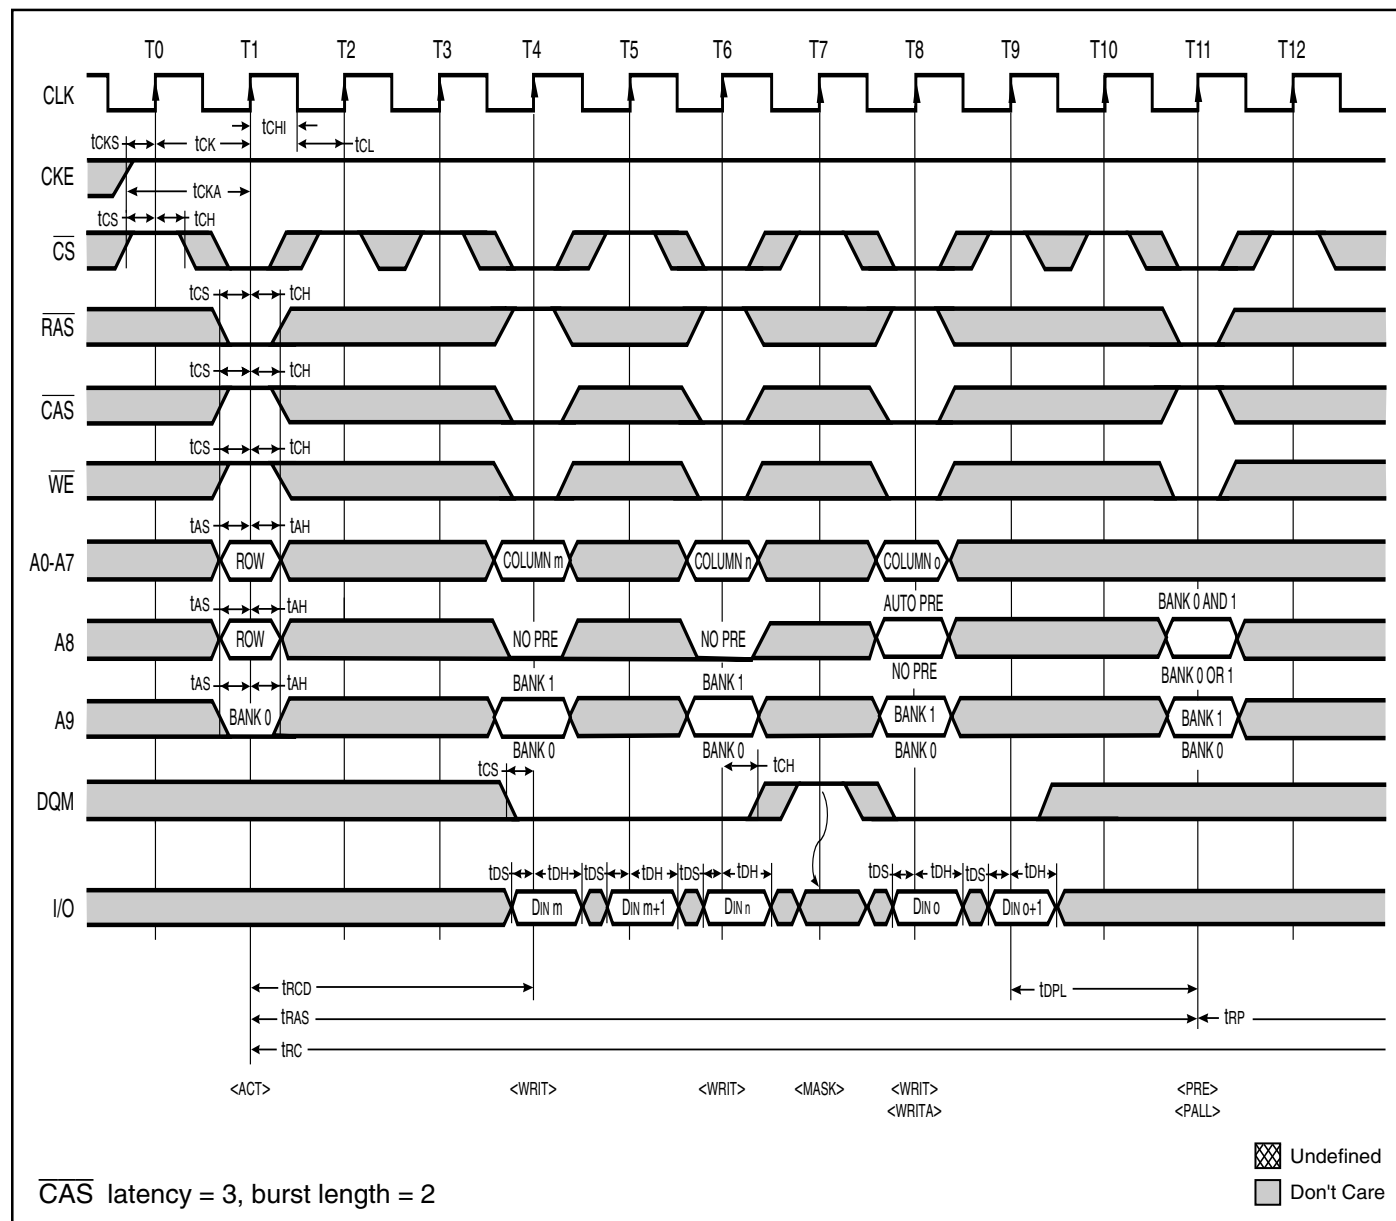 T0 T1 T2 T3 T4 T5 T6 T7 T8 T9 T10 T11 T12
CLK
tCHI
tCKS tCK tCL
CKE
tCKA
tCS tCH
CS
tCS tCH
RAS
tCS tCH
CAS
tCS tCH
WE
tAS tAH
A0-A7 ROW COLUMN m COLUMN n COLUMN o
tAS tAH AUTO PRE BANK 0 AND 1
A8 ROW NO PRE NO PRE
NO PRE BANK 0 OR 1
tAS tAH BANK 1 BANK 1
A9 BANK 0 BANK 1 BANK 1
BANK 0 BANK 0 BANK 0 BANK 0
tCS tCH
DQM
tDS tDH tDS tDH tDS tDH tDS tDH tDS tDH
I/O DIN m DIN m+1 DIN n DIN o DIN o+1
tRCD tDPL
tRAS tRP
tRC
<ACT> <WRIT> <WRIT> <MASK> <WRIT> <PRE>
<WRITA> <PALL>
Undefined
CAS latency = 3, burst length = 2 Don't Care